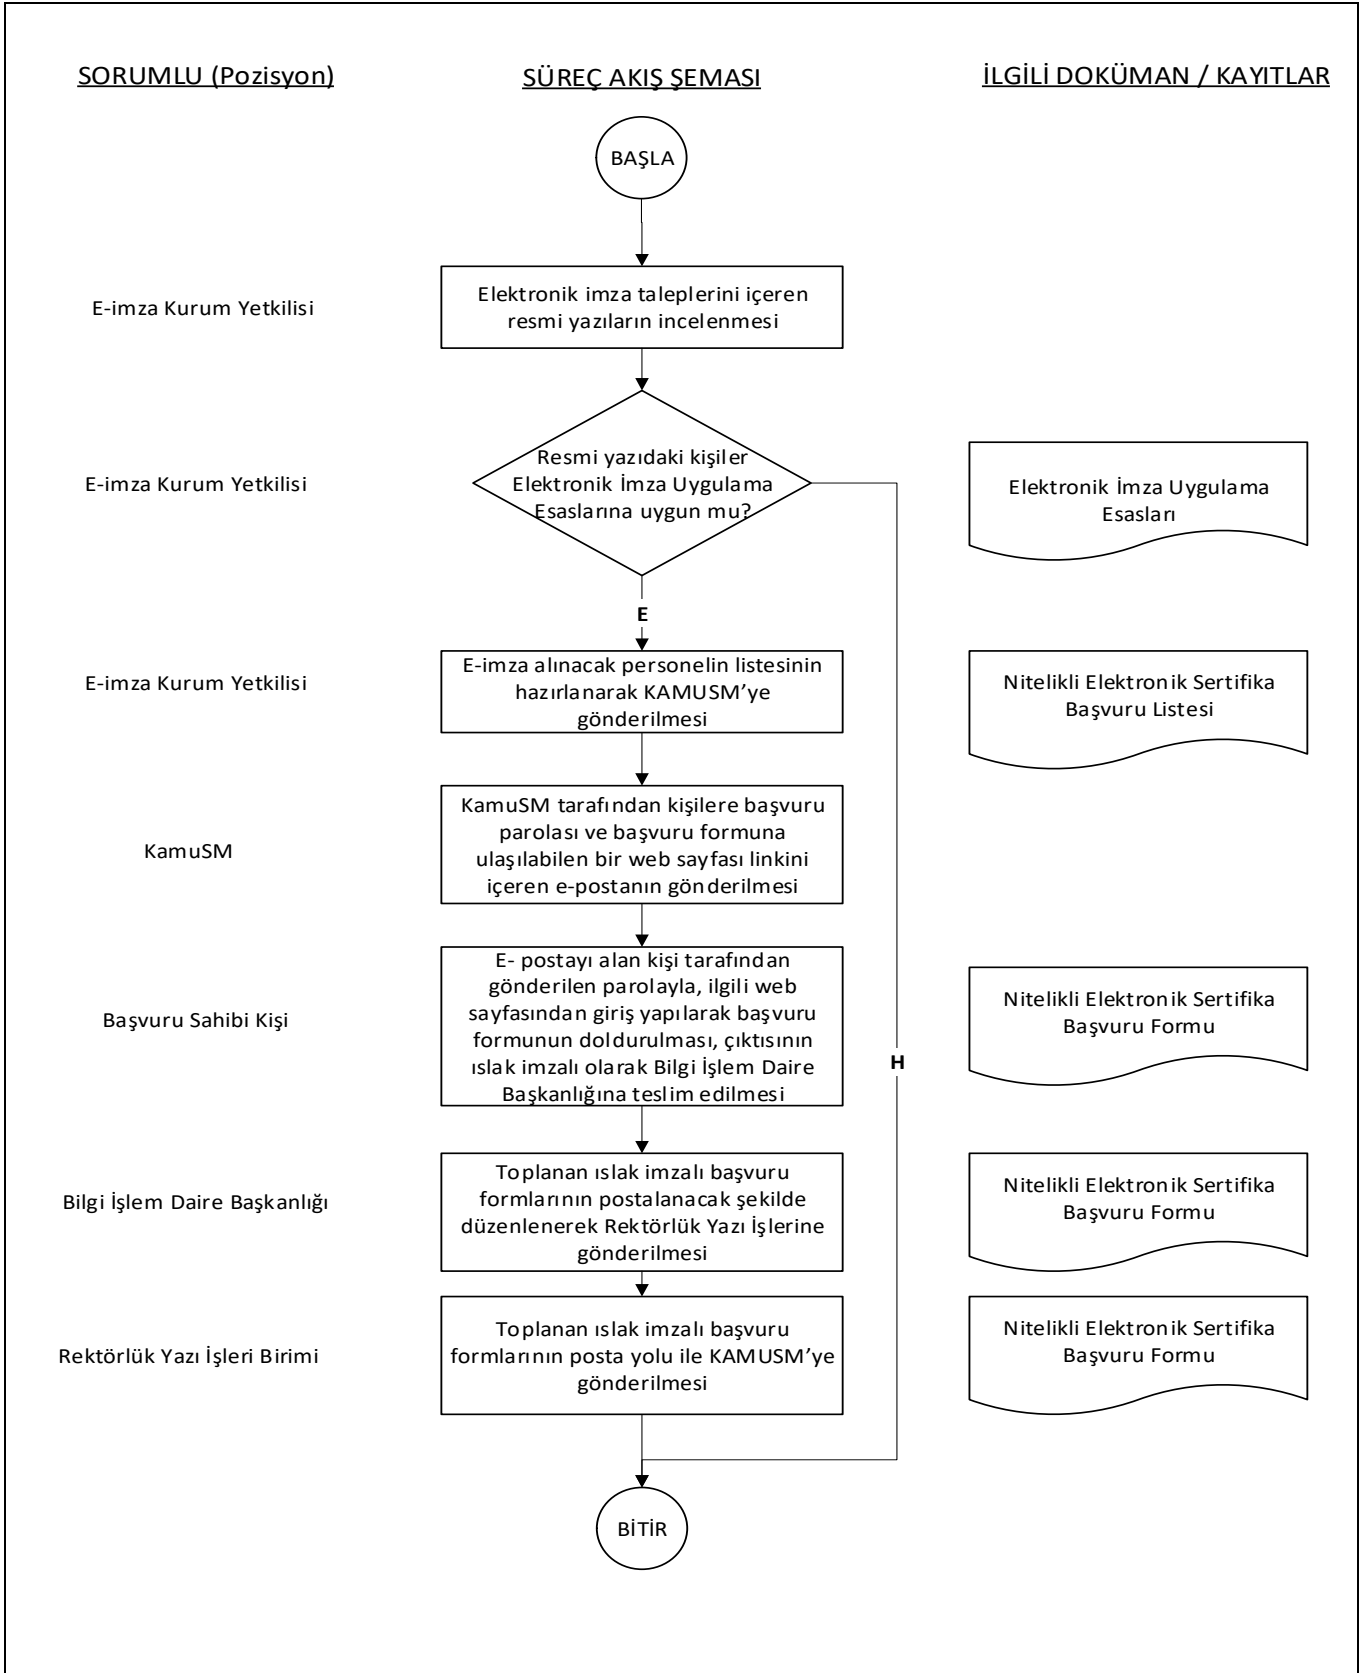 SORUMLU (Pozisyon)
SÜREÇ AKIŞ ŞEMASI
İLGİLİ DOKÜMAN / KAYITLAR
BAŞLA
E-imza Kurum Yetkilisi
Elektronik imza taleplerini içeren
resmi yazıların incelenmesi
E-imza Kurum Yetkilisi
Resmi yazıdaki kişiler
Elektronik İmza Uygulama
Esaslarına uygun mu?
Elektronik İmza Uygulama
Esasları
E
E-imza Kurum Yetkilisi
E-imza alınacak personelin listesinin
hazırlanarak KAMUSM’ye
gönderilmesi
Nitelikli Elektronik Sertifika
Başvuru Listesi
KamuSM
KamuSM tarafından kişilere başvuru
parolası ve başvuru formuna
ulaşılabilen bir web sayfası linkini
içeren e-postanın gönderilmesi
Başvuru Sahibi Kişi
E- postayı alan kişi tarafından
gönderilen parolayla, ilgili web
sayfasından giriş yapılarak başvuru
formunun doldurulması, çıktısının
ıslak imzalı olarak Bilgi İşlem Daire
Başkanlığına teslim edilmesi
Nitelikli Elektronik Sertifika
Başvuru Formu
H
Bilgi İşlem Daire Başkanlığı
Toplanan ıslak imzalı başvuru
formlarının postalanacak şekilde
düzenlenerek Rektörlük Yazı İşlerine
gönderilmesi
Nitelikli Elektronik Sertifika
Başvuru Formu
Rektörlük Yazı İşleri Birimi
Toplanan ıslak imzalı başvuru
formlarının posta yolu ile KAMUSM’ye
gönderilmesi
Nitelikli Elektronik Sertifika
Başvuru Formu
BİTİR